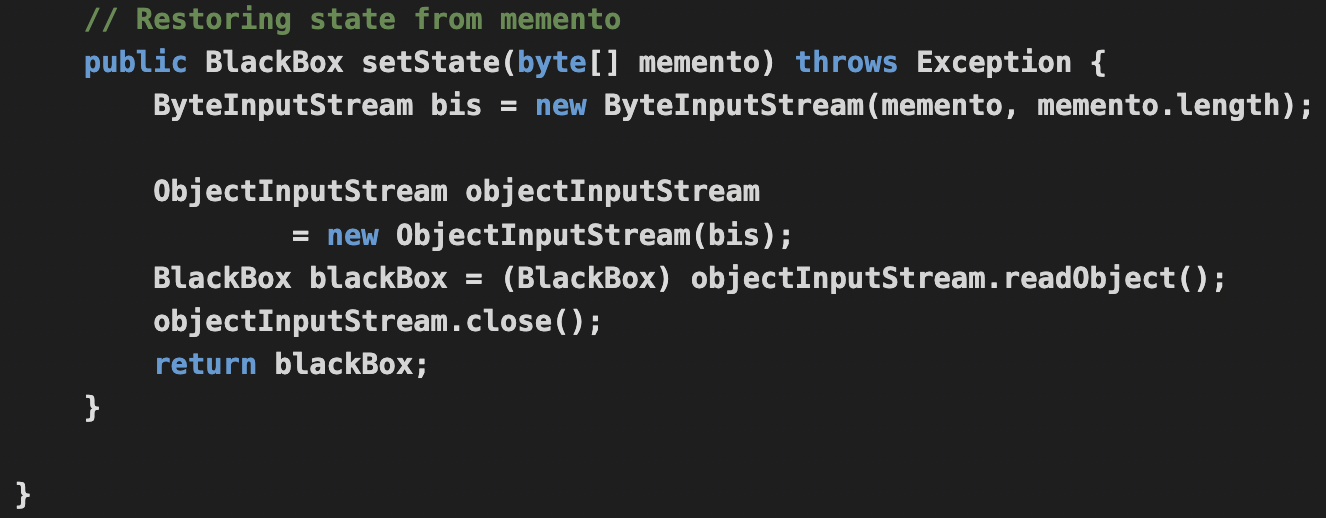 // Restoring state from memento
public BlackBox setState(byte[] memento) throws Exception {
ByteInputStream bis = new ByteInputStream(memento, memento.length);
ObjectInputStream objectInputStream
= new ObjectInputStream(bis);
BlackBox blackBox = (BlackBox) objectInputStream.readObject();
objectInputStream.close();
return blackBox;
}
}